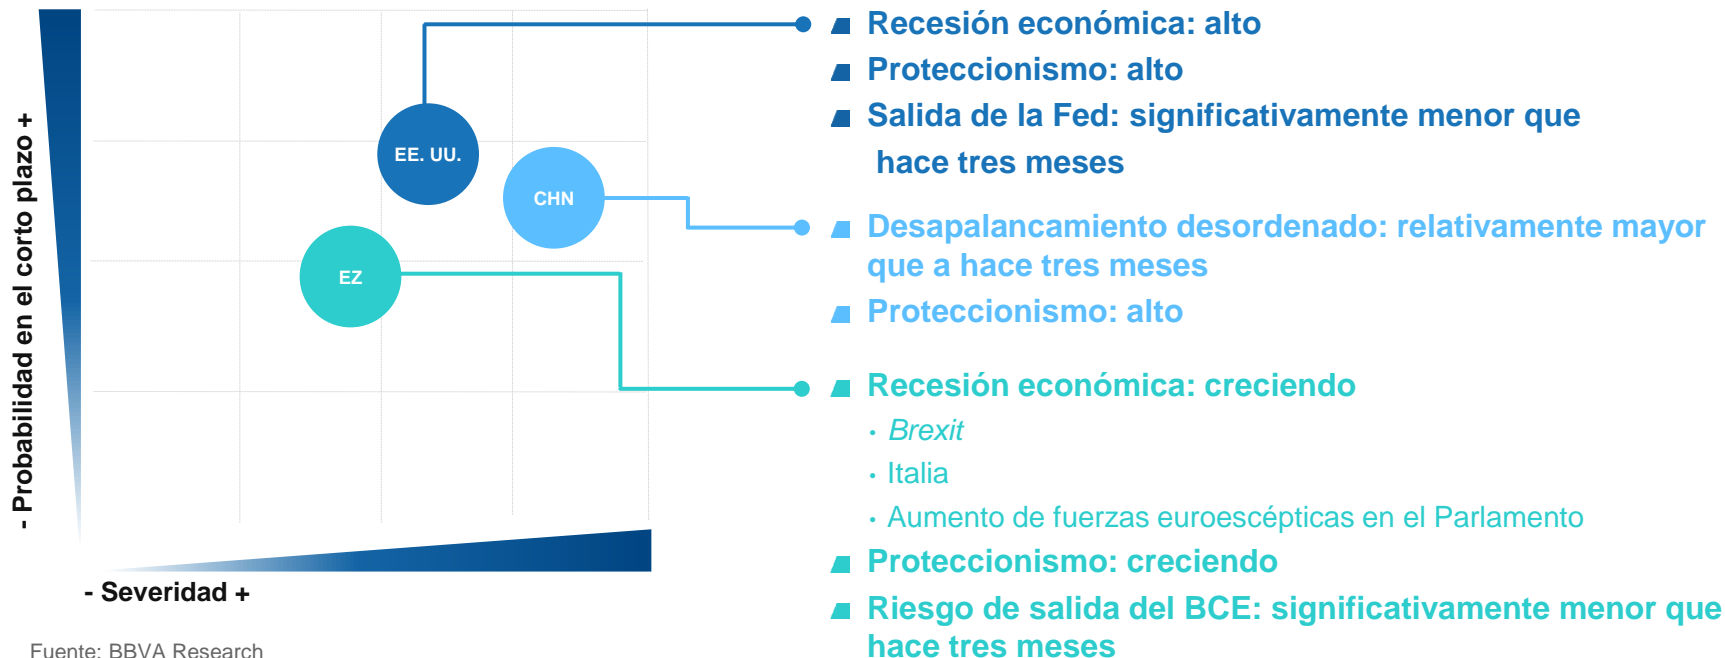 - Probabilidad en el corto plazo +
EE. UU.
CHN
EZ
- Severidad +
Fuente: BBVA Research
Recesión económica: alto
Proteccionismo: alto
Salida de la Fed: significativamente menor que
hace tres meses
Desapalancamiento desordenado: relativamente mayor
que a hace tres meses
Proteccionismo: alto
Recesión económica: creciendo
· Brexit
· Italia
· Aumento de fuerzas euroescépticas en el Parlamento
Proteccionismo: creciendo
Riesgo de salida del BCE: significativamente menor que
hace tres meses